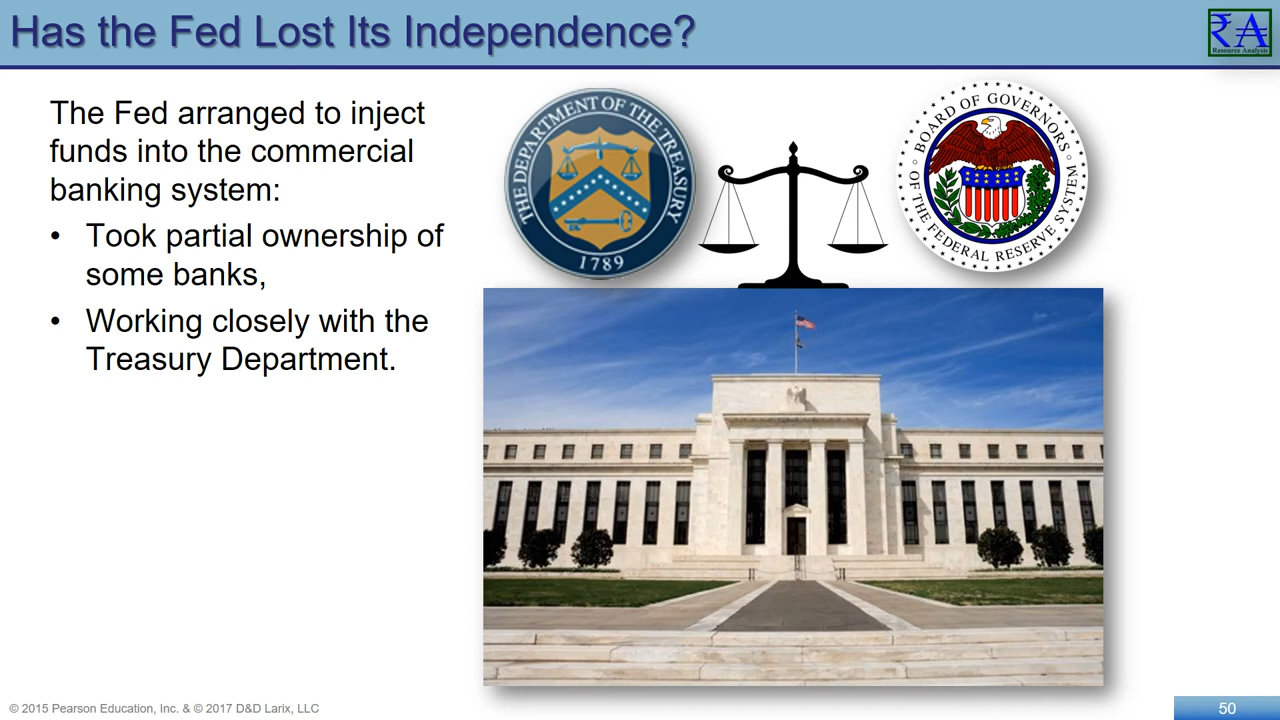 Has the Fed Lost Its Independence?
₹A
Resource Analysis
The Fed arranged to inject
funds into the commercial
banking system:
• Took partial ownership of
some banks,
• Working closely with the
Treasury Department.
THE DEPARTMENT OF THE TREASURY
1789
BOARD OF GOVERNORS
OF THE FEDERAL RESERVE SYSTEM
© 2015 Pearson Education, Inc. & © 2017 D&D Larix, LLC
50